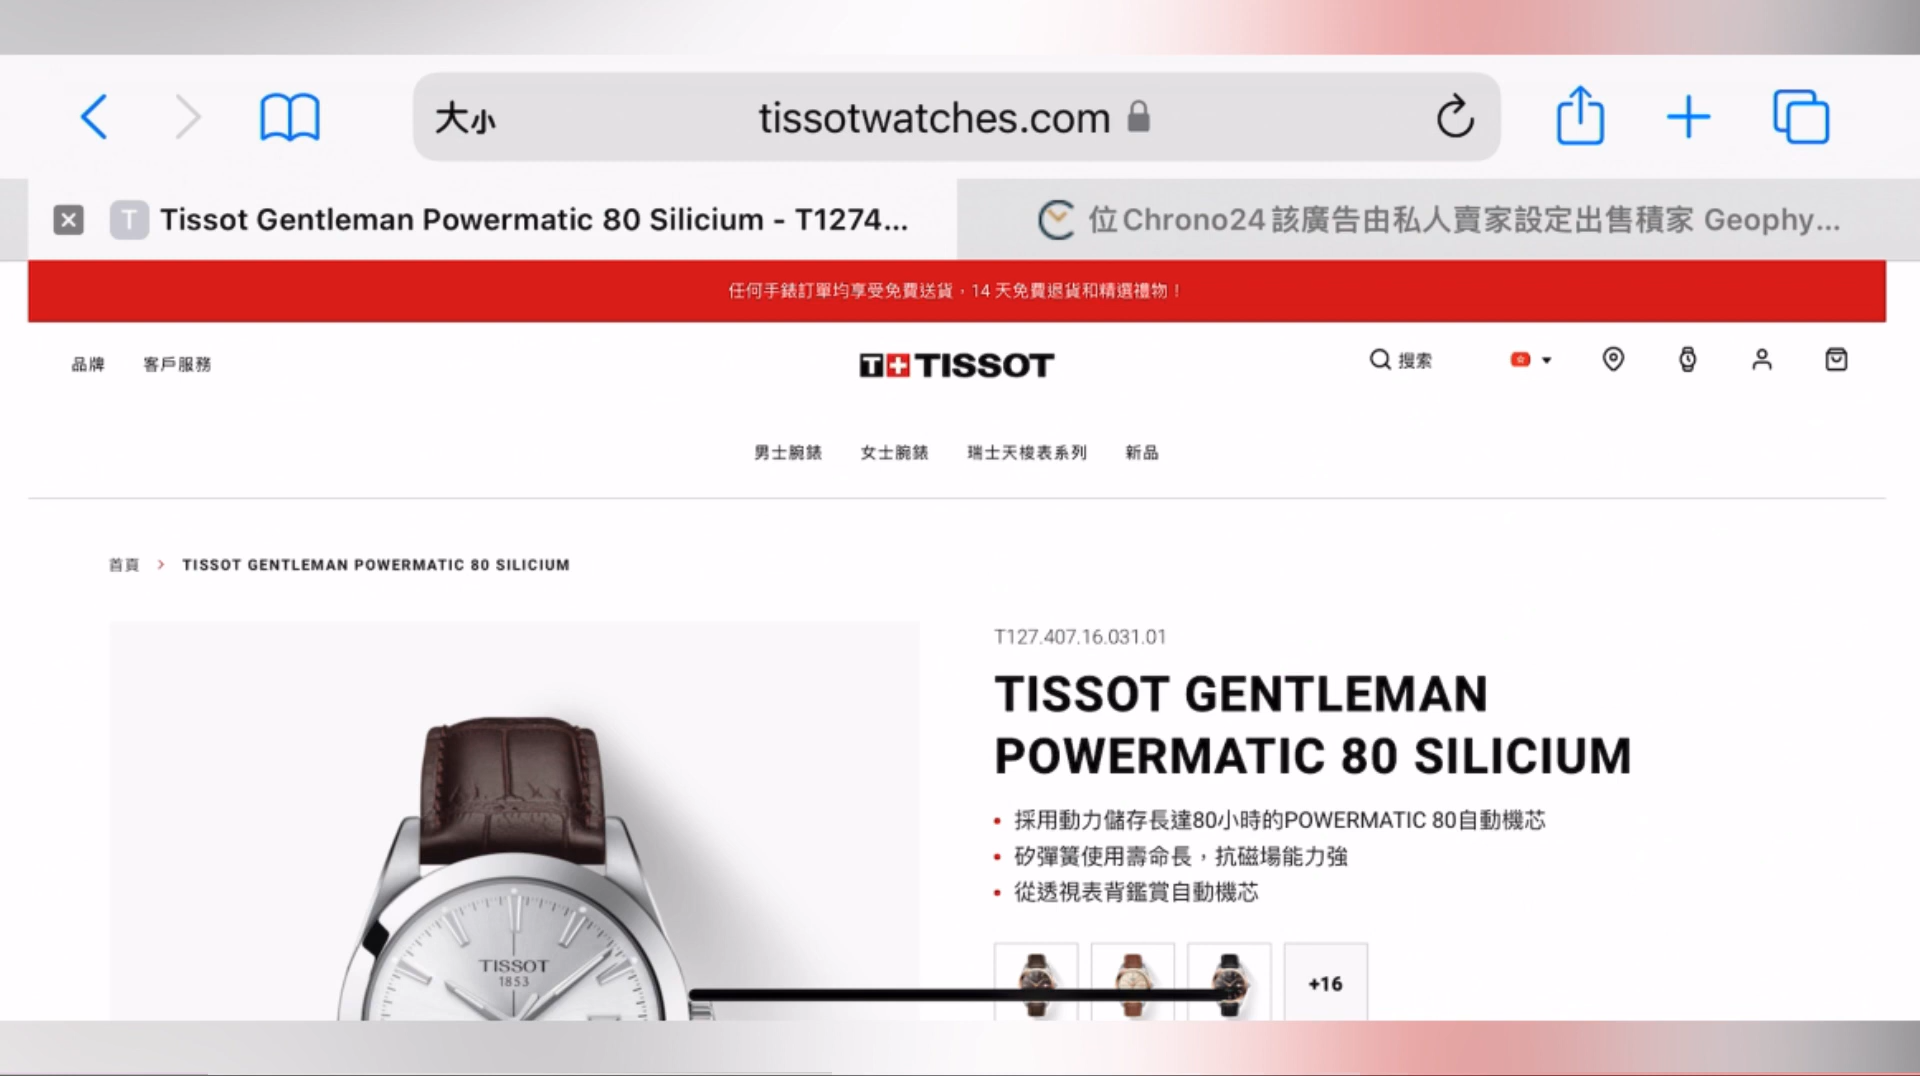 大小
tissotwatches.com
T
Tissot Gentleman Powermatic 80 Silicium - T1274...
位Chrono24該廣告由私人賣家設定出售積家 Geophy...
任何手錶訂單均享受免費送貨，14 天免費退貨和精選禮物！
品牌
客戶服務
T+TISSOT
搜索
男士腕錶
女士腕錶
瑞士天梭表系列
新品
首頁 > TISSOT GENTLEMAN POWERMATIC 80 SILICIUM
T127.407.16.031.01
TISSOT GENTLEMAN
POWERMATIC 80 SILICIUM
採用動力儲存長達80小時的POWERMATIC 80自動機芯
矽彈簧使用壽命長，抗磁場能力強
從透視表背鑑賞自動機芯
TISSOT
1853
+16